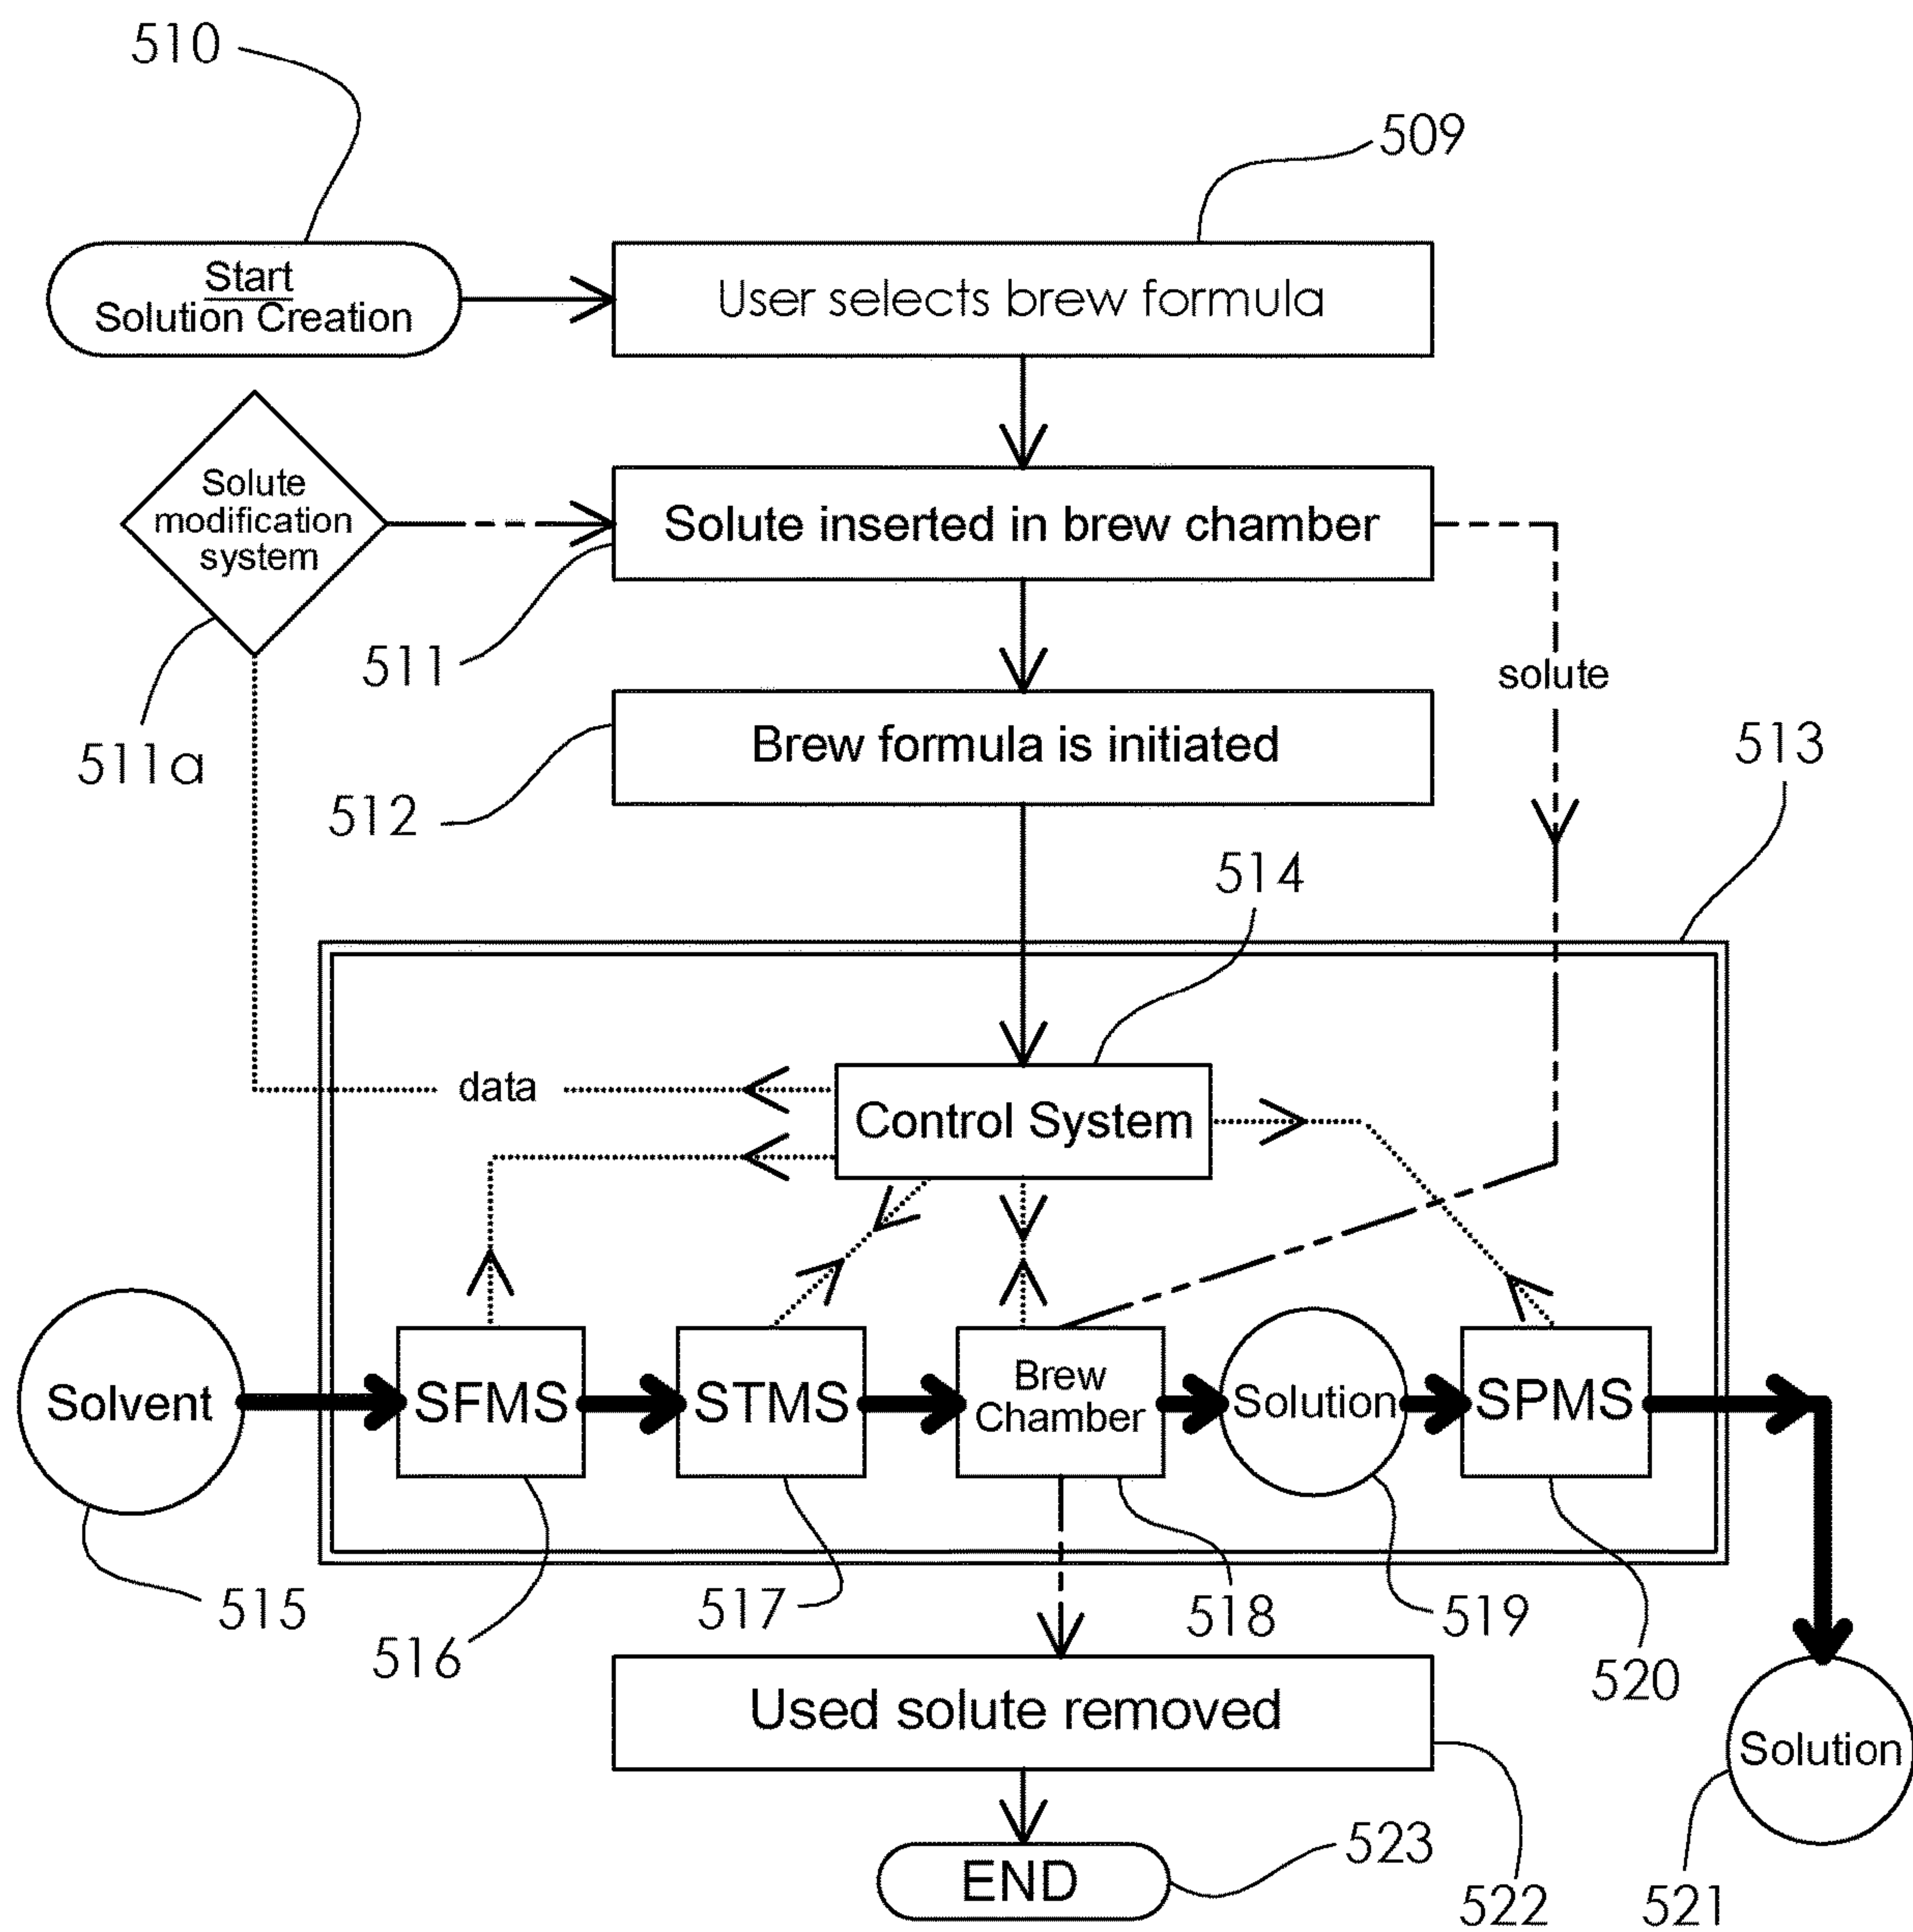 510
509
Start
Solution Creation
User selects brew formula
Solute
modification
system
Solute inserted in brew chamber
511
solute
511a
Brew formula is initiated
512
513
514
data
Control System
Solvent
SFMS
STMS
Brew
Chamber
Solution
SPMS
515
516
517
518
519
520
Used solute removed
Solution
END
523
522
521